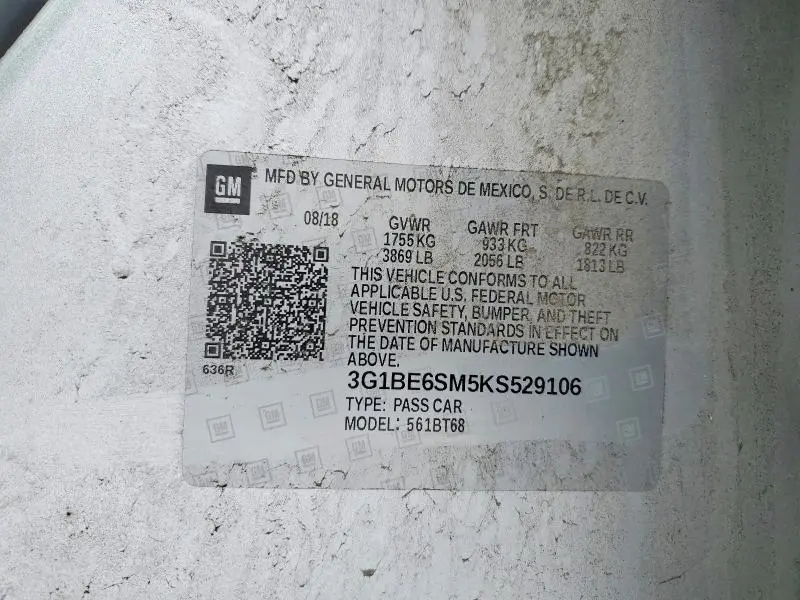 GM
MFD BY GENERAL MOTORS DE MEXICO, S. DE R.L. DE C.V.
08/18 GVWR GAWR FRT GAWR RR
1755 KG 933 KG 822 KG
3869 LB 2056 LB 1813 LB
THIS VEHICLE CONFORMS TO ALL
APPLICABLE U.S. FEDERAL MOTOR
VEHICLE SAFETY, BUMPER, AND THEFT
PREVENTION STANDARDS IN EFFECT ON
THE DATE OF MANUFACTURE SHOWN
ABOVE.
636R
3G1BE6SM5KS529106
TYPE: PASS CAR
MODEL: 561BT68